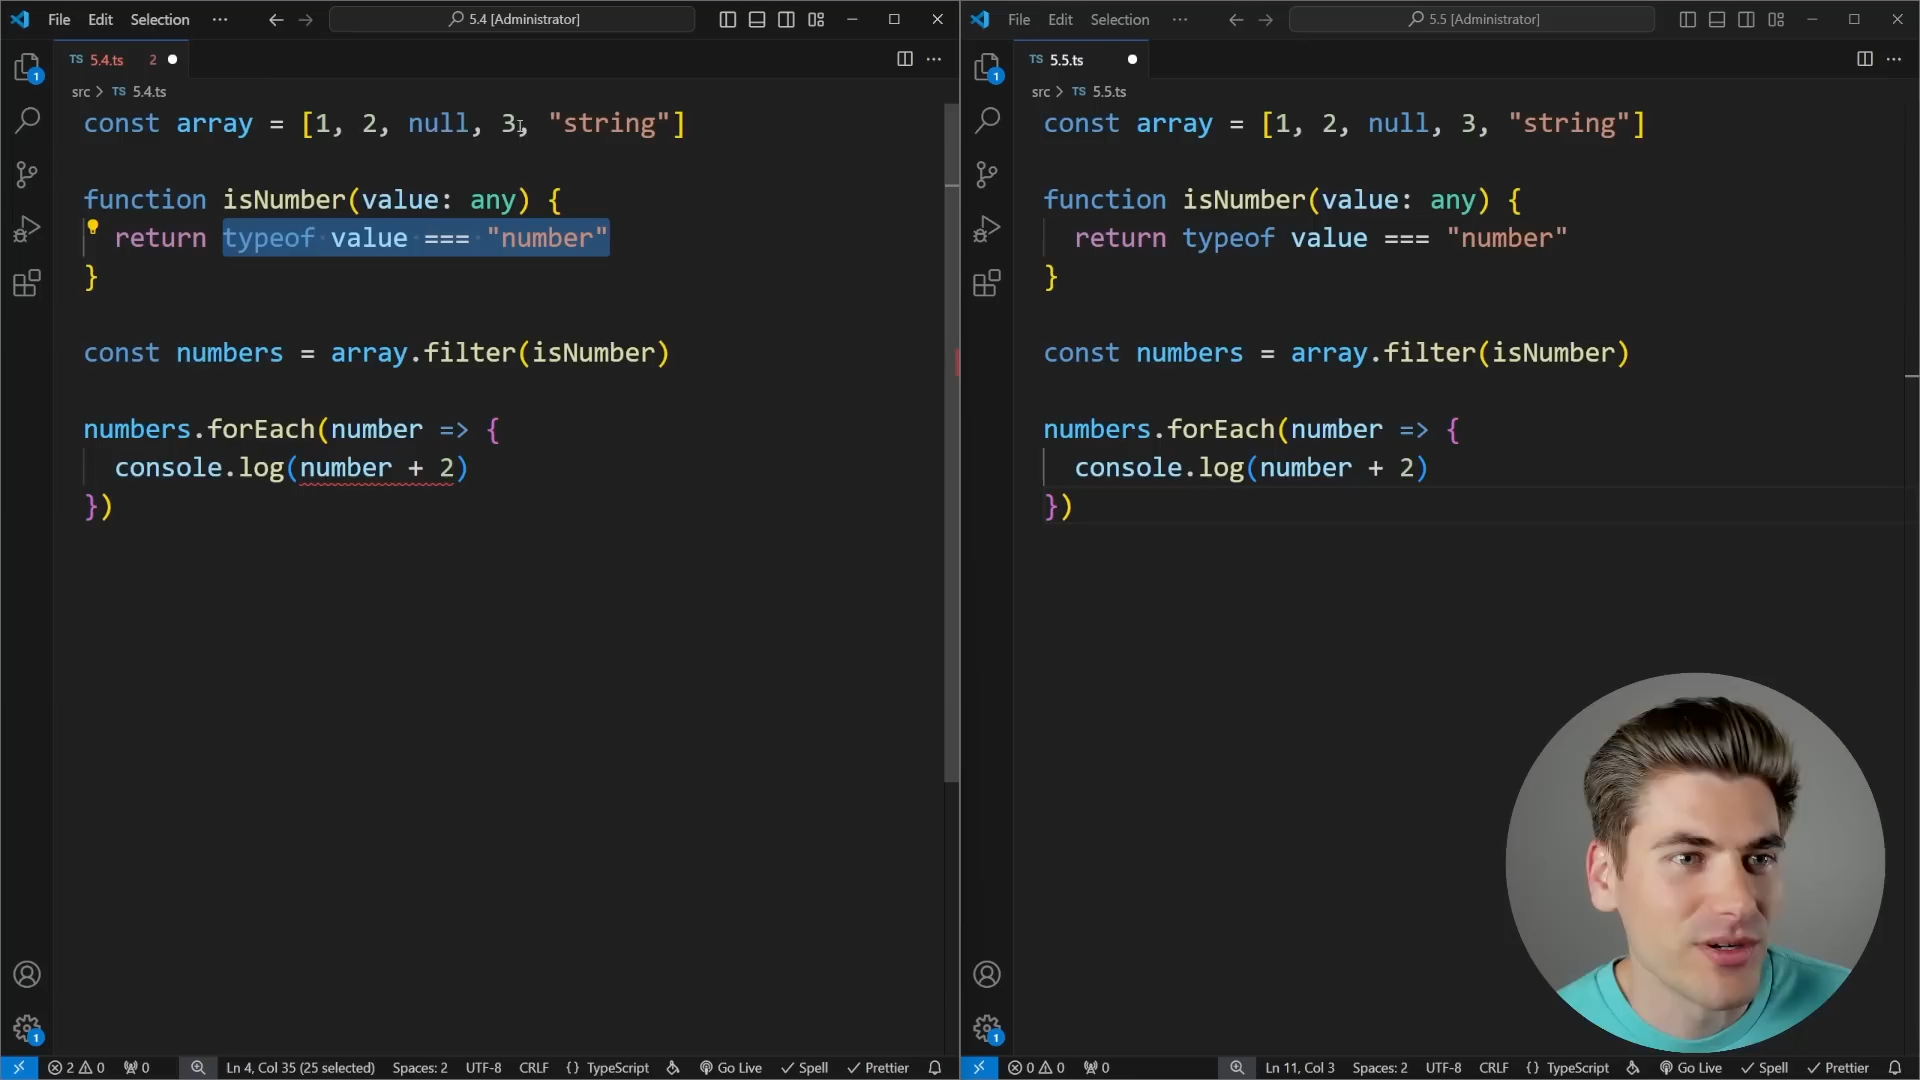 File Edit Selection ··· 5.4 [Administrator]
TS 5.4.ts 2
src > TS 5.4.ts
const array = [1, 2, null, 3, "string"]
function isNumber(value: any) {
return typeof value === "number"
}
const numbers = array.filter(isNumber)
numbers.forEach(number => {
console.log(number + 2)
})
1
1
2 0 0 Ln 4, Col 35 (25 selected) Spaces: 2 UTF-8 CRLF {} TypeScript Go Live Spell Prettier
File Edit Selection ··· 5.5 [Administrator]
TS 5.5.ts
src > TS 5.5.ts
const array = [1, 2, null, 3, "string"]
function isNumber(value: any) {
return typeof value === "number"
}
const numbers = array.filter(isNumber)
numbers.forEach(number => {
console.log(number + 2)
})
1
1
0 0 0 Ln 11, Col 3 Spaces: 2 UTF-8 CRLF {} TypeScript Go Live Spell Prettier